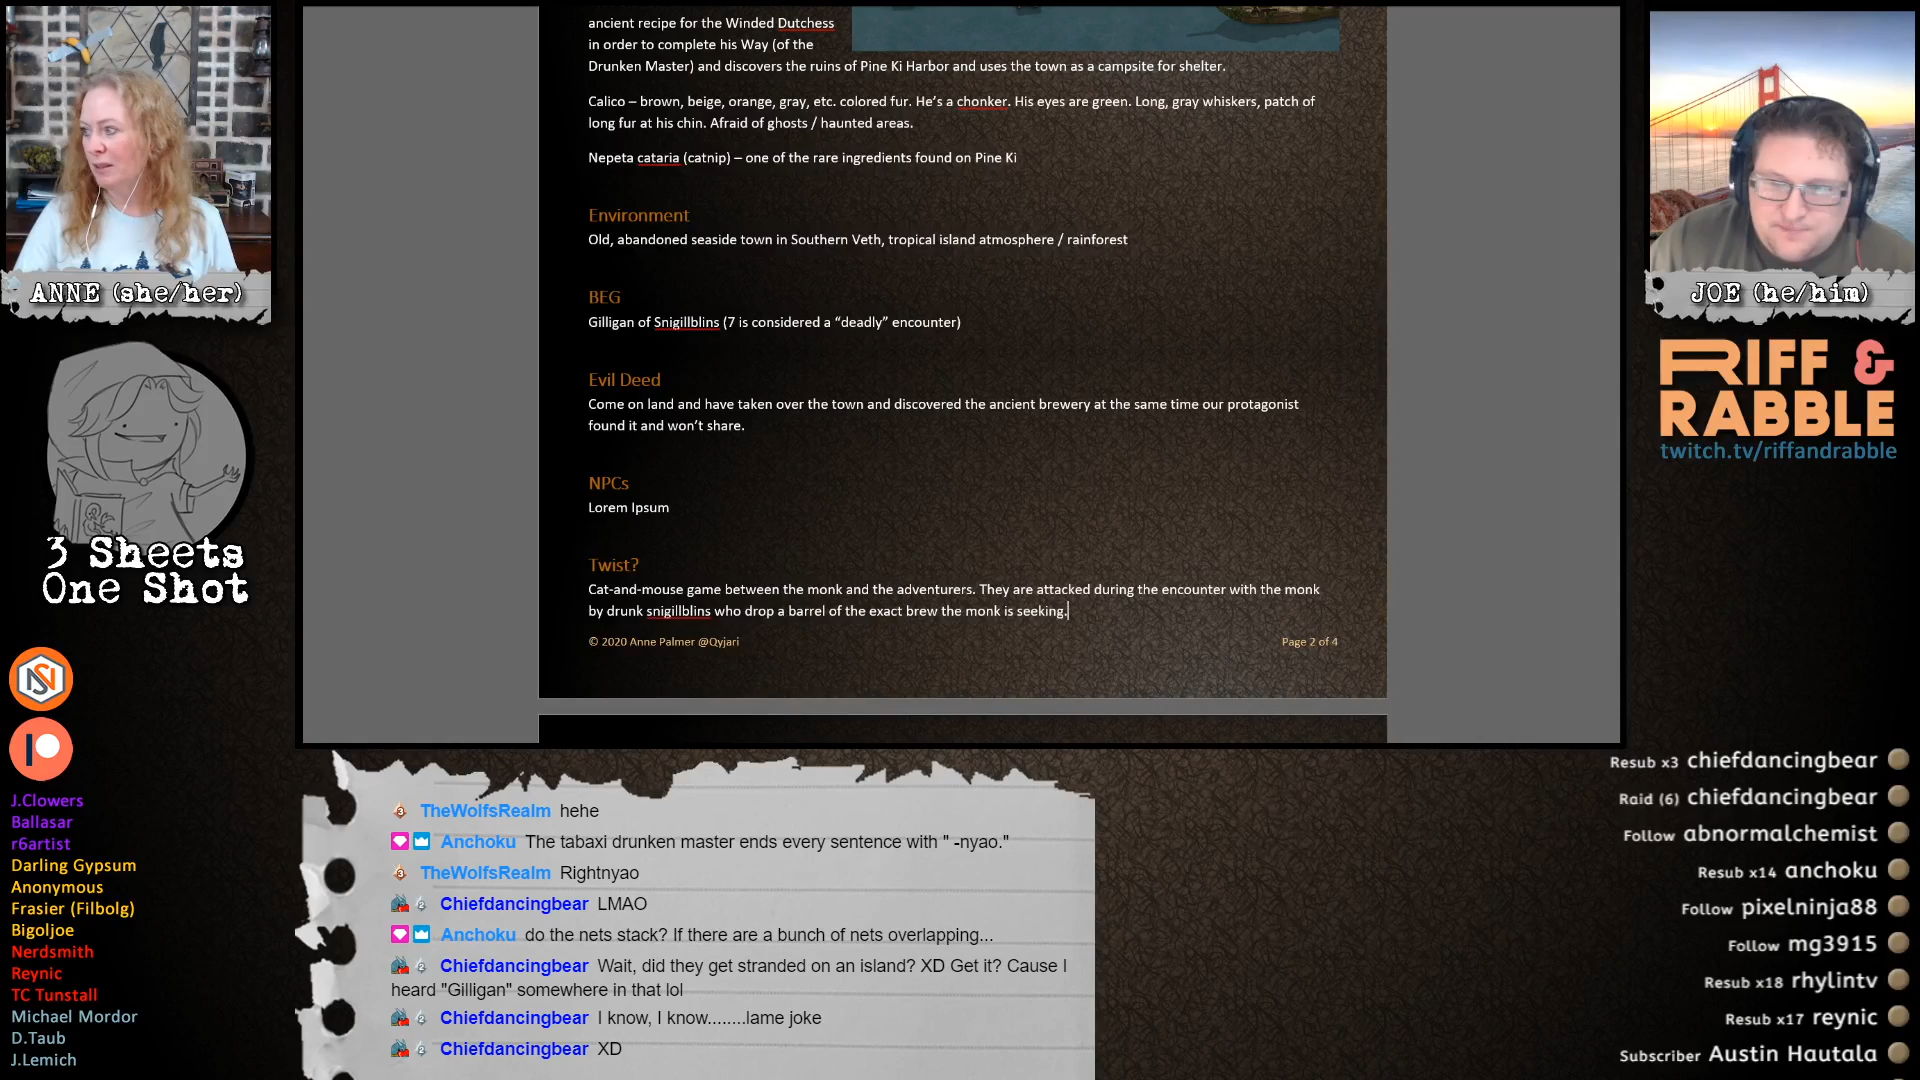 ancient recipe for the Winded Dutchess
in order to complete his Way (of the
Drunken Master) and discovers the ruins of Pine Ki Harbor and uses the town as a campsite for shelter.
Calico – brown, beige, orange, gray, etc. colored fur. He's a chonker. His eyes are green. Long, gray whiskers, patch of
long fur at his chin. Afraid of ghosts / haunted areas.
Nepeta cataria (catnip) – one of the rare ingredients found on Pine Ki
Environment
Old, abandoned seaside town in Southern Veth, tropical island atmosphere / rainforest
BEG
Gilligan of Snigillblins (7 is considered a “deadly” encounter)
Evil Deed
Come on land and have taken over the town and discovered the ancient brewery at the same time our protagonist
found it and won't share.
NPCs
Lorem Ipsum
Twist?
Cat-and-mouse game between the monk and the adventurers. They are attacked during the encounter with the monk
by drunk snigillblins who drop a barrel of the exact brew the monk is seeking.
© 2020 Anne Palmer @Qyjari
Page 2 of 4
ANNE (she/her)
3 Sheets
One Shot
J.Clowers
Ballasar
r6artist
Darling Gypsum
Anonymous
Frasier (Filbolg)
Bigoljoe
Nerdsmith
Reynic
TC Tunstall
Michael Mordor
D.Taub
J.Lemich
JOE (he/him)
RIFF &
RABBLE
twitch.tv/riffandrabble
TheWolfsRealm hehe
Anchoku The tabaxi drunken master ends every sentence with " -nyao."
TheWolfsRealm Rightnyao
Chiefdancingbear LMAO
Anchoku do the nets stack? If there are a bunch of nets overlapping...
Chiefdancingbear Wait, did they get stranded on an island? XD Get it? Cause I
heard "Gilligan" somewhere in that lol
Chiefdancingbear I know, I know........lame joke
Chiefdancingbear XD
Resub x3 chiefdancingbear
Raid (6) chiefdancingbear
Follow abnormalchemist
Resub x14 anchoku
Follow pixelninja88
Follow mg3915
Resub x18 rhylintv
Resub x17 reynic
Subscriber Austin Hautala